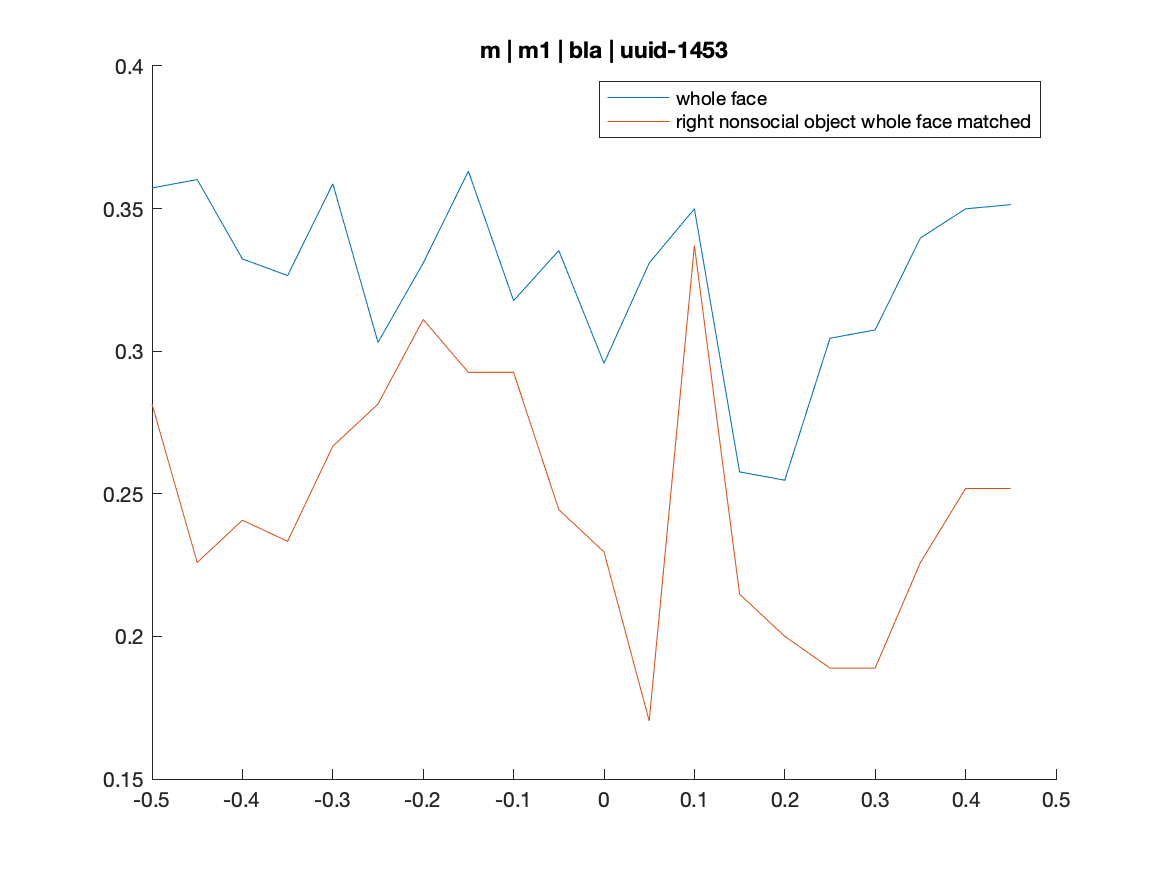 m | m1 | bla | uuid-1453
0.4
whole face
right nonsocial object whole face matched
0.35
0.3
0.25
0.2
0.15
-0.5 -0.4 -0.3 -0.2 -0.1 0 0.1 0.2 0.3 0.4 0.5